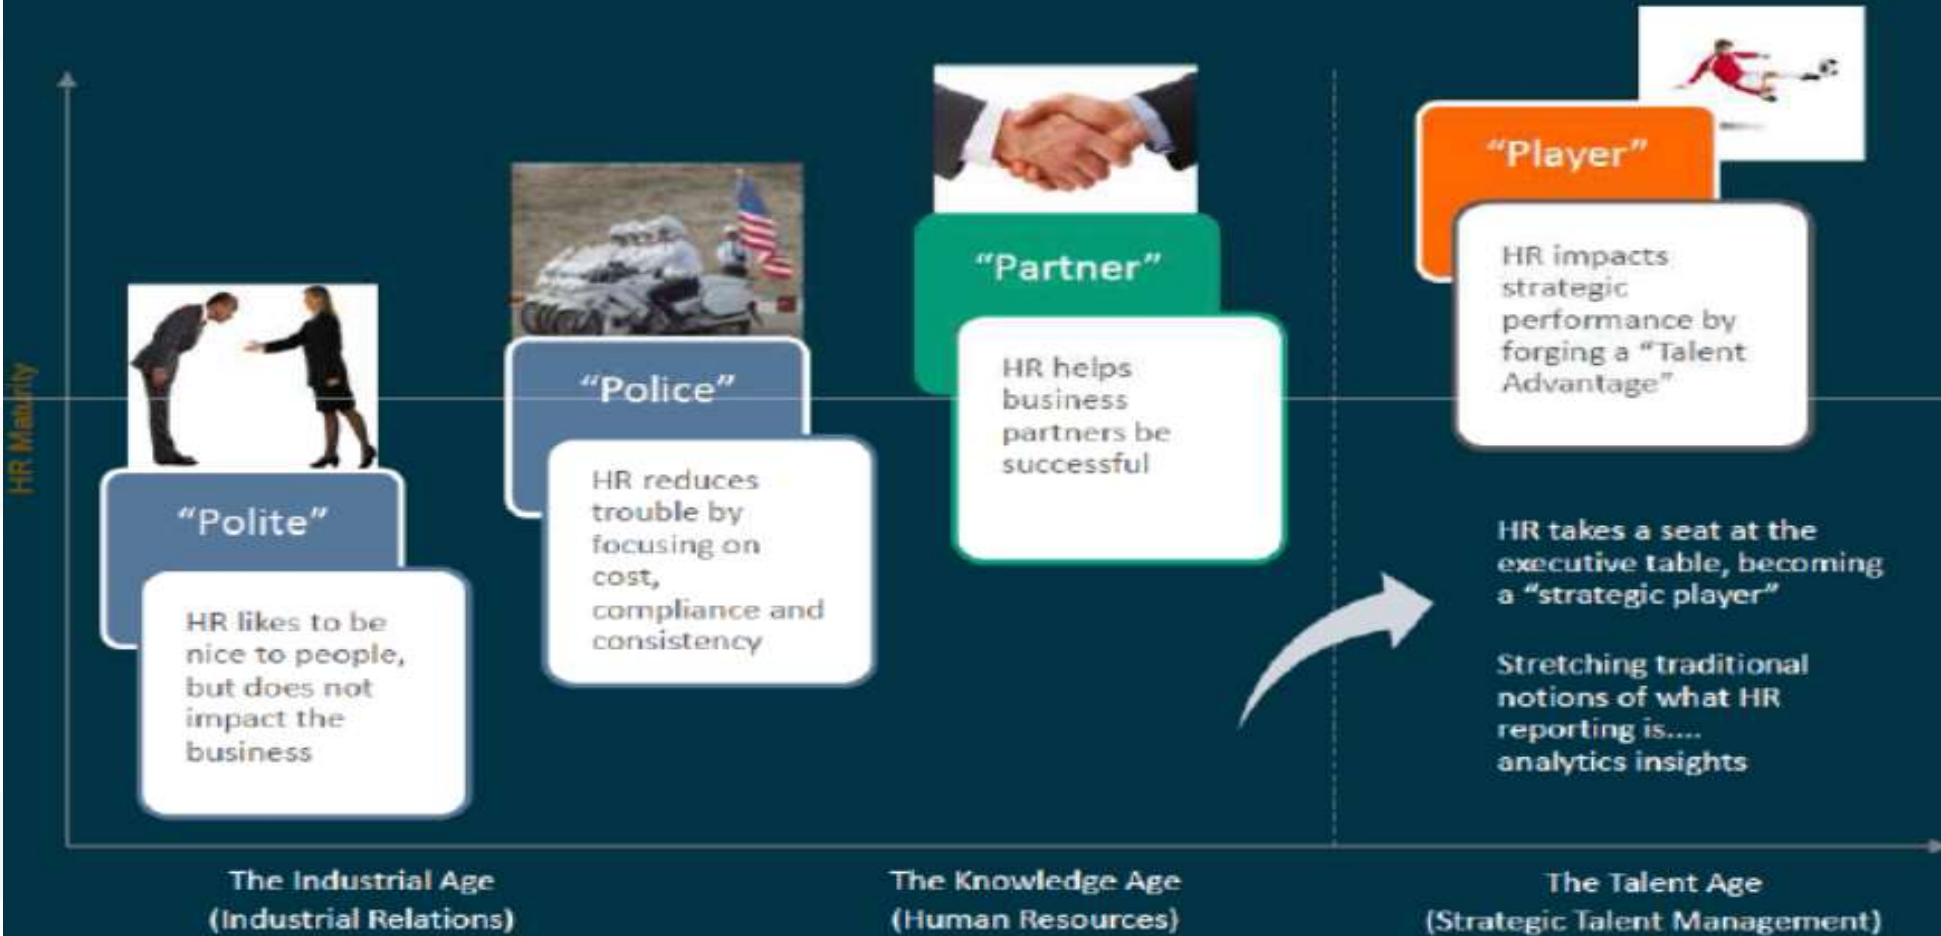 HR Maturity
“Polite”
HR likes to be
nice to people,
but does not
impact the
business
“Police”
HR reduces
trouble by
focusing on
cost,
compliance and
consistency
“Partner”
HR helps
business
partners be
successful
“Player”
HR impacts
strategic
performance by
forging a “Talent
Advantage”
HR takes a seat at the
executive table, becoming
a “strategic player”
Stretching traditional
notions of what HR
reporting is....
analytics insights
The Industrial Age
(Industrial Relations)
The Knowledge Age
(Human Resources)
The Talent Age
(Strategic Talent Management)